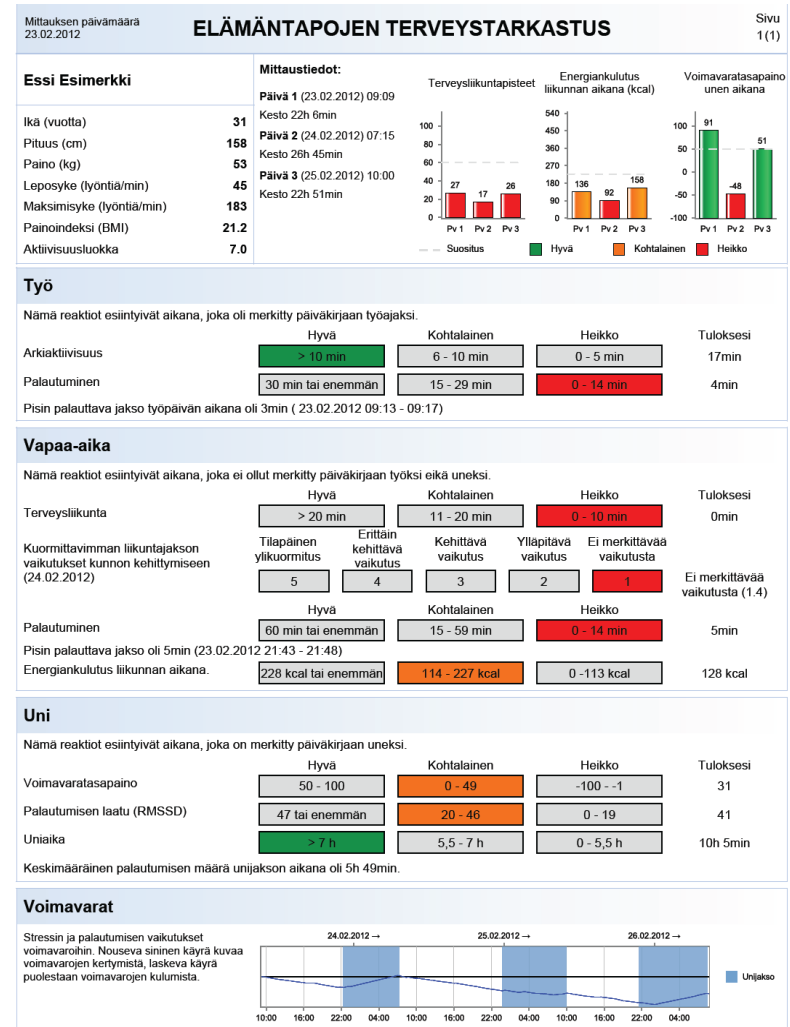 Mittauksen päivämäärä
23.02.2012
ELÄMÄNTAPOJEN TERVEYSTARKASTUS
Sivu
1(1)
Essi Esimerkki
Ikä (vuotta) 31
Pituus (cm) 158
Paino (kg) 53
Leposyke (lyöntiä/min) 45
Maksimisyke (lyöntiä/min) 183
Painoindeksi (BMI) 21.2
Aktiivisuusluokka 7.0
Mittaustiedot:
Päivä 1 (23.02.2012) 09:09
Kesto 22h 6min
Päivä 2 (24.02.2012) 07:15
Kesto 26h 45min
Päivä 3 (25.02.2012) 10:00
Kesto 22h 51min
Terveysliikuntapisteet
100
80
60
40
20
0
27 17 26
Pv 1 Pv 2 Pv 3
Energiankulutus
liikunnan aikana (kcal)
540
450
360
270
180
90
0
136 92 158
Pv 1 Pv 2 Pv 3
Voimavaratasapaino
unen aikana
100
50
0
-50
-100
91 -48 51
Pv 1 Pv 2 Pv 3
Suositus Hyvä Kohtalainen Heikko
Työ
Nämä reaktiot esiintyivät aikana, joka oli merkitty päiväkirjaan työajaksi.
Hyvä Kohtalainen Heikko Tuloksesi
Arkiaktiivisuus > 10 min 6 - 10 min 0 - 5 min 17min
Palautuminen 30 min tai enemmän 15 - 29 min 0 - 14 min 4min
Pisin palauttava jakso työpäivän aikana oli 3min ( 23.02.2012 09:13 - 09:17)
Vapaa-aika
Nämä reaktiot esiintyivät aikana, joka ei ollut merkitty päiväkirjaan työksi eikä uneksi.
Hyvä Kohtalainen Heikko Tuloksesi
Terveysliikunta > 20 min 11 - 20 min 0 - 10 min 0min
Kuormittavimman liikuntajakson
vaikutukset kunnon kehittymiseen
(24.02.2012)
Tilapäinen
ylikuormitus
Erittäin
kehittävä
vaikutus
Kehittävä
vaikutus
Ylläpitävä
vaikutus
Ei merkittävää
vaikutusta
5 4 3 2 1
Ei merkittävää
vaikutusta (1.4)
Hyvä Kohtalainen Heikko
Palautuminen 60 min tai enemmän 15 - 59 min 0 - 14 min 5min
Pisin palauttava jakso oli 5min (23.02.2012 21:43 - 21:48)
Energiankulutus liikunnan aikana. 228 kcal tai enemmän 114 - 227 kcal 0 -113 kcal 128 kcal
Uni
Nämä reaktiot esiintyivät aikana, joka on merkitty päiväkirjaan uneksi.
Hyvä Kohtalainen Heikko Tuloksesi
Voimavaratasapaino 50 - 100 0 - 49 -100 - -1 31
Palautumisen laatu (RMSSD) 47 tai enemmän 20 - 46 0 - 19 41
Uniaika > 7 h 5,5 - 7 h 0 - 5,5 h 10h 5min
Keskimääräinen palautumisen määrä unijakson aikana oli 5h 49min.
Voimavarat
Stressin ja palautumisen vaikutukset
voimavaroihin. Nouseva sininen käyrä kuvaa
voimavarojen kertymistä, laskeva käyrä
puolestaan voimavarojen kulumista.
24.02.2012 → 25.02.2012 → 26.02.2012 →
10:00 16:00 22:00 04:00 10:00 16:00 22:00 04:00 10:00 16:00 22:00 04:00
Unijakso